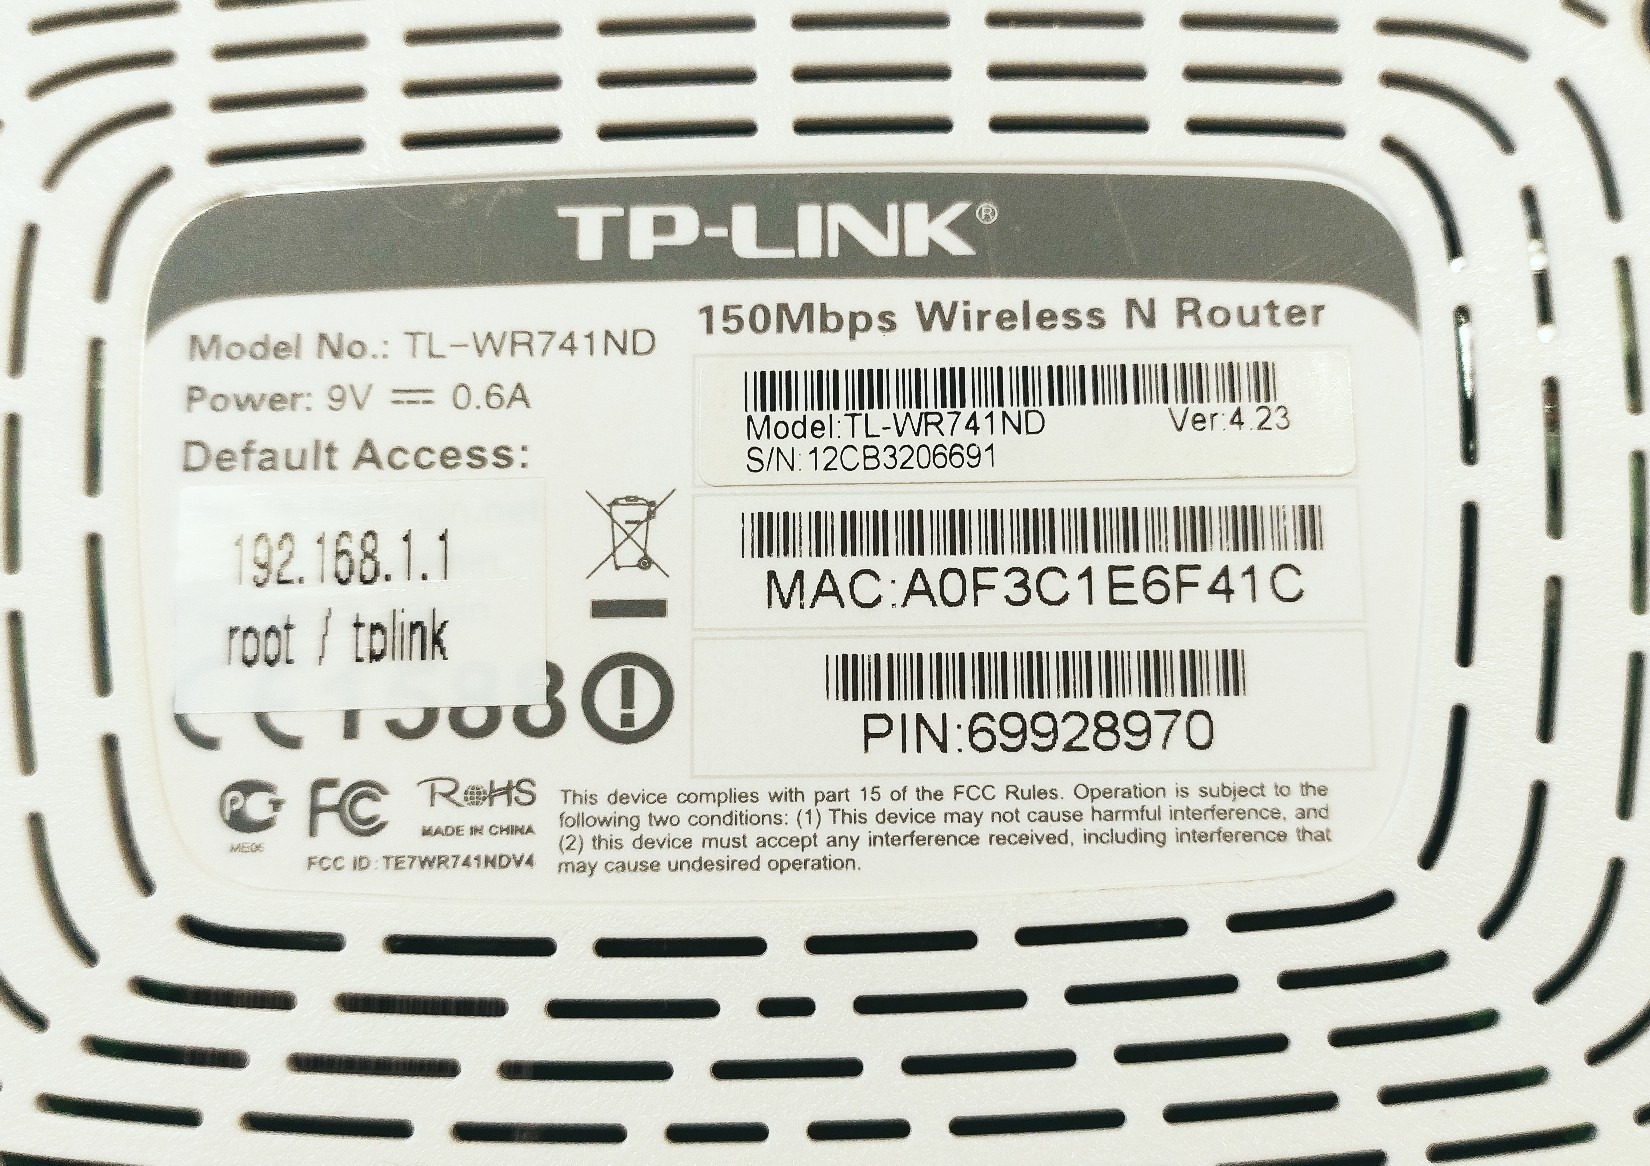 TP-LINK®
150Mbps Wireless N Router
Model No.: TL-WR741ND
Power: 9V ⎓ 0.6A
Default Access:
192.168.1.1
root / tplink
Model:TL-WR741ND Ver:4.23
S/N:12CB3206691
MAC:A0F3C1E6F41C
PIN:69928970
FC
RoHS
MADE IN CHINA
FCC ID:TE7WR741NDV4
This device complies with part 15 of the FCC Rules. Operation is subject to the
following two conditions: (1) This device may not cause harmful interference, and
(2) this device must accept any interference received, including interference that
may cause undesired operation.